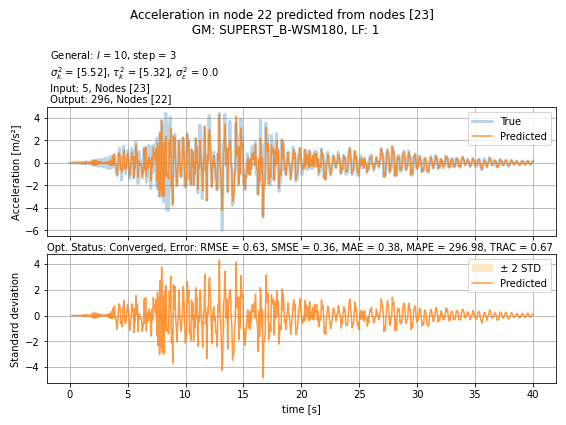 Acceleration in node 22 predicted from nodes [23]
GM: SUPERST_B-WSM180, LF: 1
General: l = 10, step = 3
σ²ₖ = [5.52], τ²ₖ = [5.32], σ²ᵣ = 0.0
Input: 5, Nodes [23]
Output: 296, Nodes [22]
Acceleration [m/s²]
4
2
0
−2
−4
−6
True
Predicted
Opt. Status: Converged, Error: RMSE = 0.63, SMSE = 0.36, MAE = 0.38, MAPE = 296.98, TRAC = 0.67
Standard deviation
4
2
0
−2
−4
± 2 STD
Predicted
0 5 10 15 20 25 30 35 40
time [s]